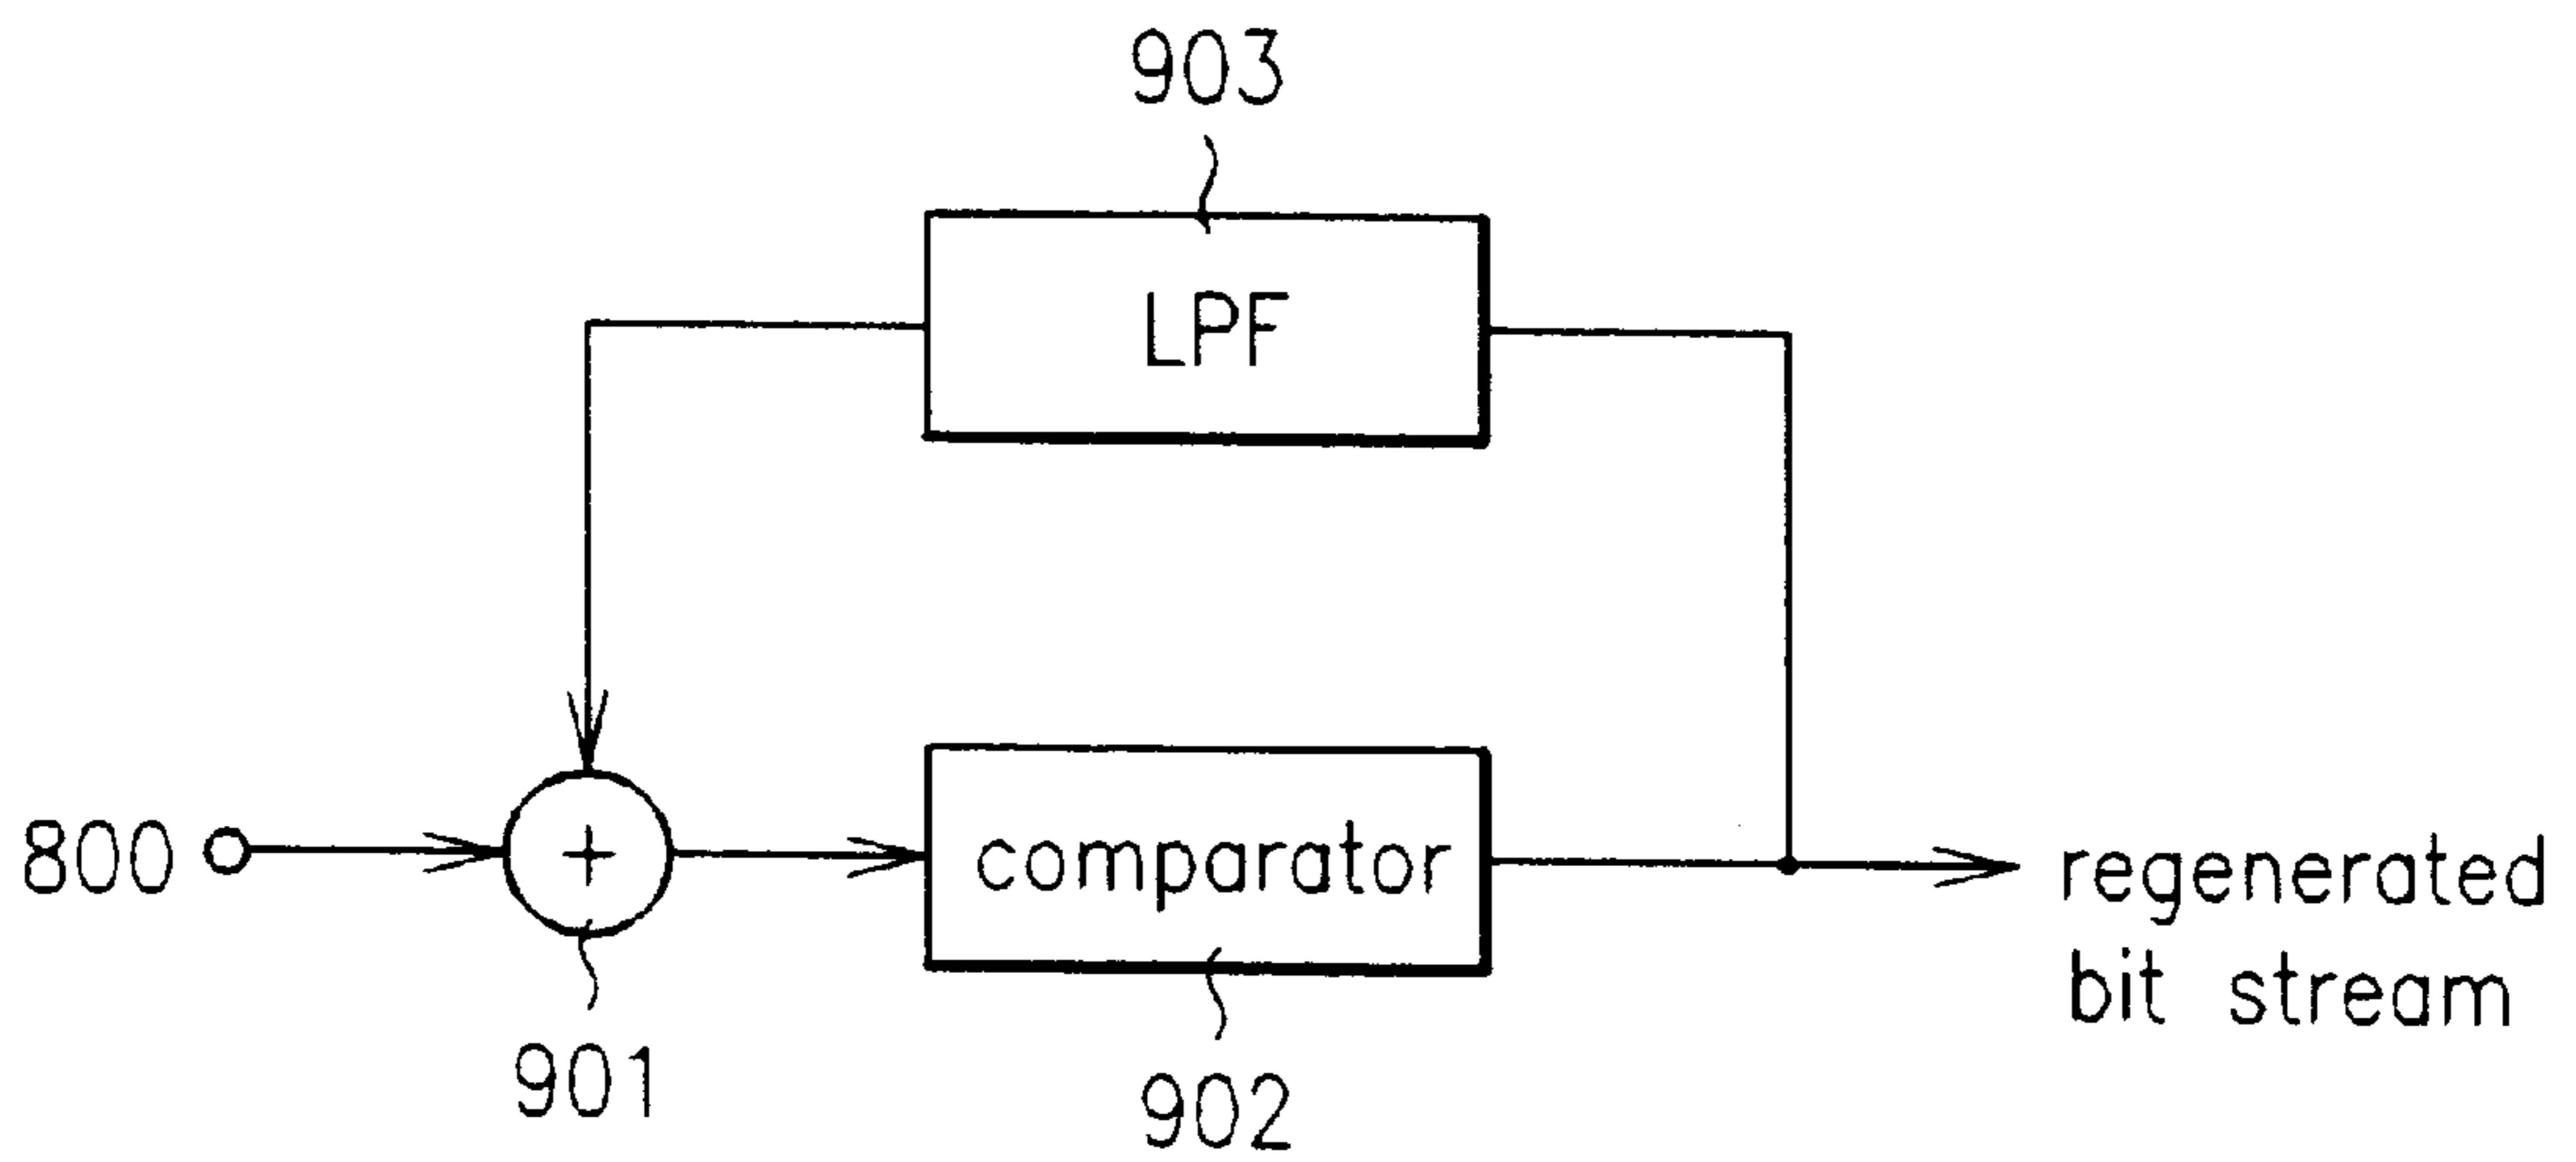 903
LPF
800
+
comparator
regenerated
bit stream
901
902